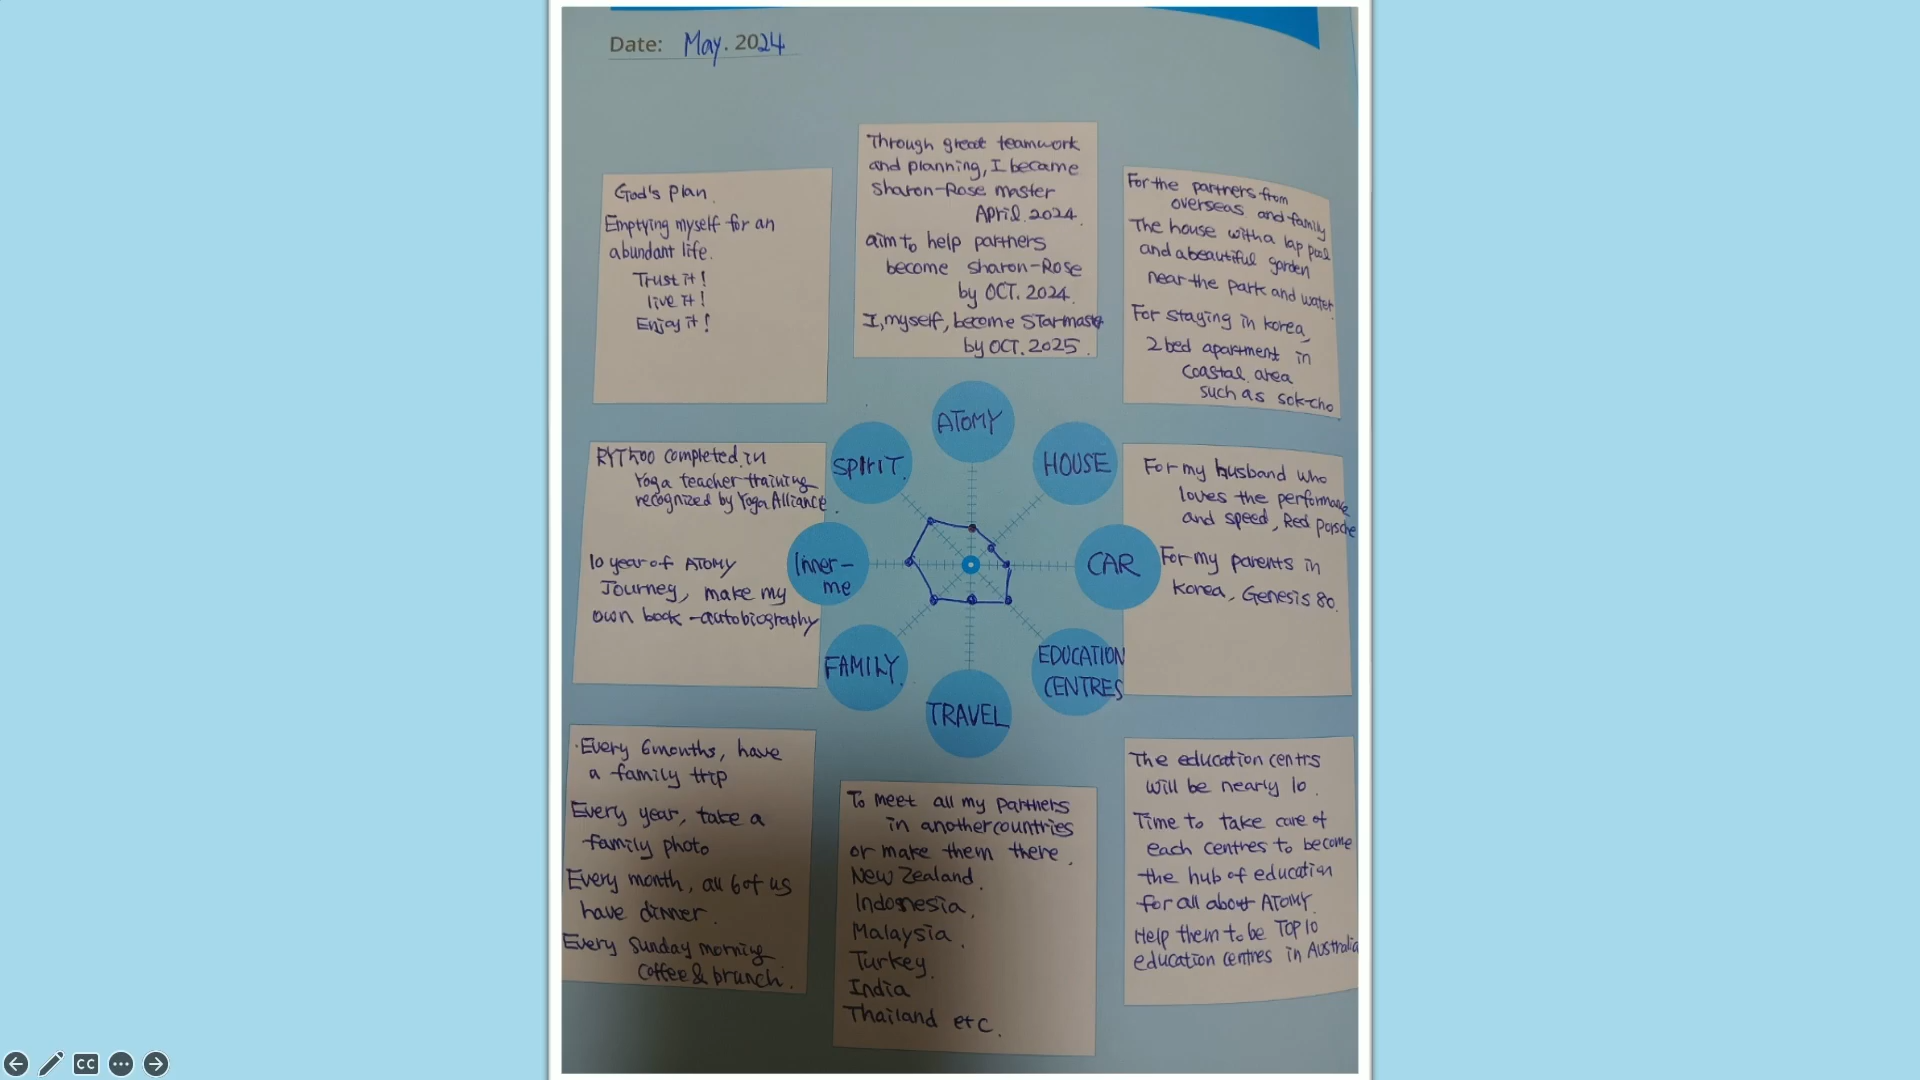 Date: May. 2024
God's plan.
Emptying myself for an
abundant life.
Trust it!
live it!
Enjoy it!
Through great teamwork
and planning, I became
Sharon-Rose master
April. 2024.
aim to help partners
become sharon-Rose
by OCT. 2024.
I, myself, become STarmaster
by OCT. 2025.
For the partners from
overseas and family
The house with a lap pool
and a beautiful garden
near the park and water.
For staying in korea,
2 bed apartment in
coastal area
such as sok-cho
ATOMY
SPIRIT.
HOUSE
RYT500 completed in
Yoga teacher training
recognized by Yoga Alliance.
10 year of ATOMY
Journey, make my
own book - autobiography
Inner-
me
CAR
For my husband who
loves the performance
and speed, Red Porsche
For my parents in
korea, Genesis 80.
FAMILY.
TRAVEL
EDUCATION
CENTRES
·Every 6months, have
a family trip
Every year, take a
family photo
Every month, all 6 of us
have dinner.
Every Sunday morning
coffee & brunch.
To meet all my partners
in another countries
or make them there.
New Zealand.
Indonesia,
Malaysia.
Turkey.
India
Thailand etc.
The education centrs
will be nearly 10.
Time to take care of
each centres to become
the hub of education
for all about ATOMY.
Help them to be TOP 10
education centres in Australia
CC